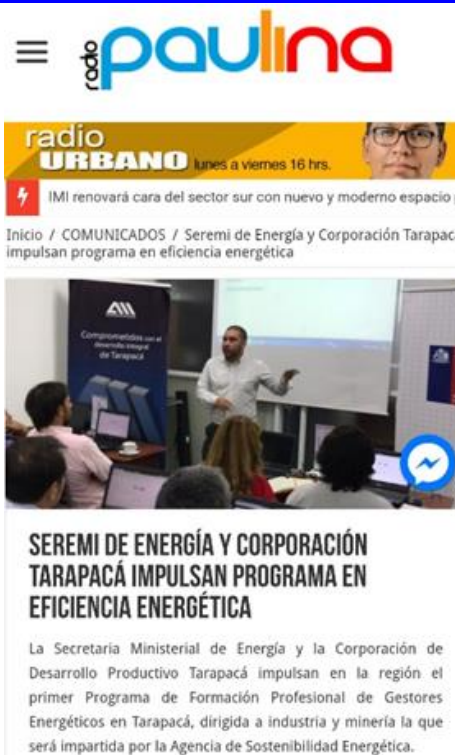 radio paulina
radio
URBANO lunes a viernes 16 hrs.
IMI renovará cara del sector sur con nuevo y moderno espacio
Inicio / COMUNICADOS / Seremi de Energía y Corporación Tarapac
impulsan programa en eficiencia energética
AII
Comprometidos con el
desarrollo integral
de Tarapacá
SEREMI DE ENERGÍA Y CORPORACIÓN
TARAPACÁ IMPULSAN PROGRAMA EN
EFICIENCIA ENERGÉTICA
La Secretaria Ministerial de Energía y la Corporación de
Desarrollo Productivo Tarapacá impulsan en la región el
primer Programa de Formación Profesional de Gestores
Energéticos en Tarapacá, dirigida a industria y minería la que
será impartida por la Agencia de Sostenibilidad Energética.